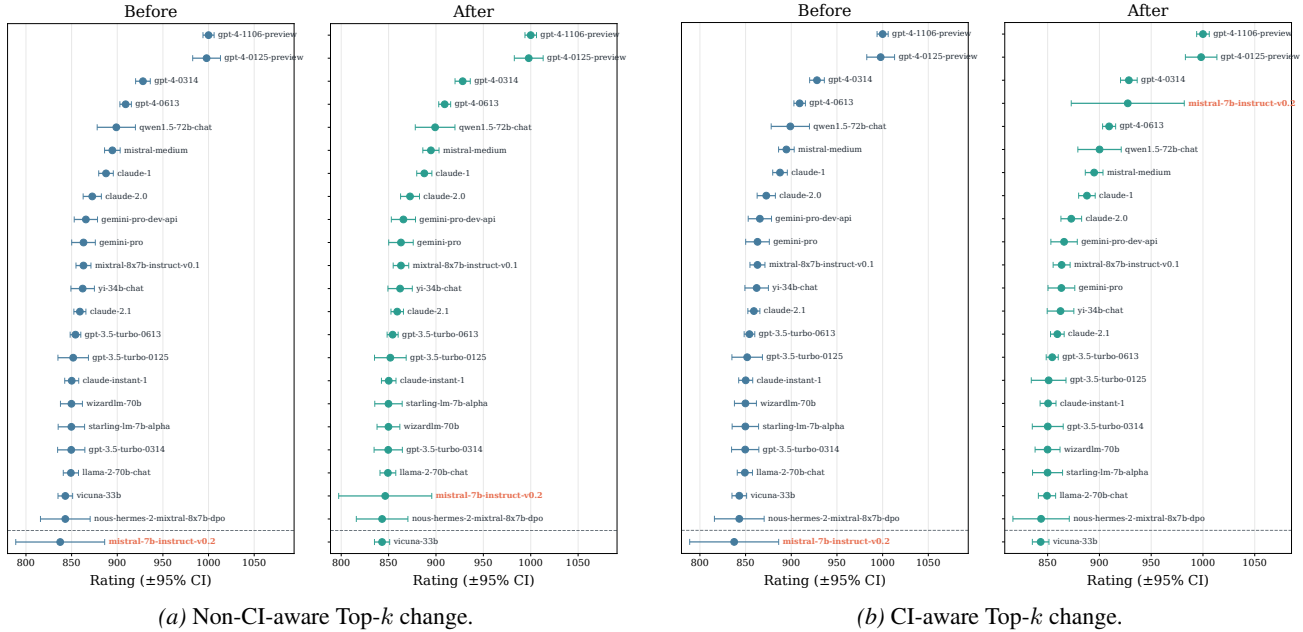 Before
gpt-4-1106-preview
gpt-4-0125-preview
gpt-4-0314
gpt-4-0613
qwen1.5-72b-chat
mistral-medium
claude-1
claude-2.0
gemini-pro-dev-api
gemini-pro
mixtral-8x7b-instruct-v0.1
yi-34b-chat
claude-2.1
gpt-3.5-turbo-0613
gpt-3.5-turbo-0125
claude-instant-1
wizardlm-70b
starling-lm-7b-alpha
gpt-3.5-turbo-0314
llama-2-70b-chat
vicuna-33b
nous-hermes-2-mixtral-8x7b-dpo
mistral-7b-instruct-v0.2
800 850 900 950 1000 1050
Rating (±95% CI)
After
gpt-4-1106-preview
gpt-4-0125-preview
gpt-4-0314
gpt-4-0613
qwen1.5-72b-chat
mistral-medium
claude-1
claude-2.0
gemini-pro-dev-api
gemini-pro
mixtral-8x7b-instruct-v0.1
yi-34b-chat
claude-2.1
gpt-3.5-turbo-0613
gpt-3.5-turbo-0125
claude-instant-1
starling-lm-7b-alpha
wizardlm-70b
gpt-3.5-turbo-0314
llama-2-70b-chat
mistral-7b-instruct-v0.2
nous-hermes-2-mixtral-8x7b-dpo
vicuna-33b
800 850 900 950 1000 1050
Rating (±95% CI)
(a) Non-CI-aware Top-k change.
Before
gpt-4-1106-preview
gpt-4-0125-preview
gpt-4-0314
gpt-4-0613
qwen1.5-72b-chat
mistral-medium
claude-1
claude-2.0
gemini-pro-dev-api
gemini-pro
mixtral-8x7b-instruct-v0.1
yi-34b-chat
claude-2.1
gpt-3.5-turbo-0613
gpt-3.5-turbo-0125
claude-instant-1
wizardlm-70b
starling-lm-7b-alpha
gpt-3.5-turbo-0314
llama-2-70b-chat
vicuna-33b
nous-hermes-2-mixtral-8x7b-dpo
mistral-7b-instruct-v0.2
800 850 900 950 1000 1050
Rating (±95% CI)
After
gpt-4-1106-preview
gpt-4-0125-preview
gpt-4-0314
mistral-7b-instruct-v0.2
gpt-4-0613
qwen1.5-72b-chat
mistral-medium
claude-1
claude-2.0
gemini-pro-dev-api
mixtral-8x7b-instruct-v0.1
gemini-pro
yi-34b-chat
claude-2.1
gpt-3.5-turbo-0613
gpt-3.5-turbo-0125
claude-instant-1
gpt-3.5-turbo-0314
wizardlm-70b
starling-lm-7b-alpha
llama-2-70b-chat
nous-hermes-2-mixtral-8x7b-dpo
vicuna-33b
850 900 950 1000 1050
Rating (±95% CI)
(b) CI-aware Top-k change.